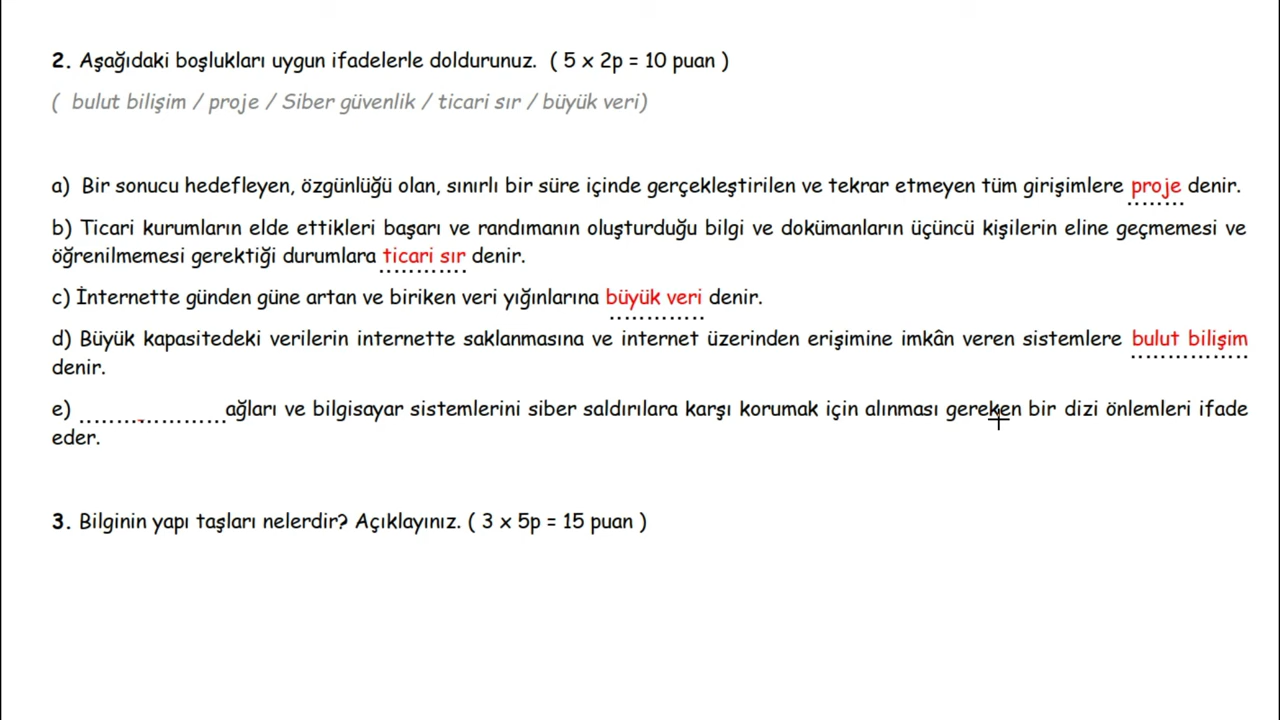 2. Aşağıdaki boşlukları uygun ifadelerle doldurunuz. ( 5 x 2p = 10 puan )
( bulut bilişim / proje / Siber güvenlik / ticari sır / büyük veri)
a) Bir sonucu hedefleyen, özgünlüğü olan, sınırlı bir süre içinde gerçekleştirilen ve tekrar etmeyen tüm girişimlere proje denir.
b) Ticari kurumların elde ettikleri başarı ve randımanın oluşturduğu bilgi ve dokümanların üçüncü kişilerin eline geçmemesi ve
öğrenilmemesi gerektiği durumlara ticari sır denir.
c) İnternette günden güne artan ve biriken veri yığınlarına büyük veri denir.
d) Büyük kapasitedeki verilerin internette saklanmasına ve internet üzerinden erişimine imkân veren sistemlere bulut bilişim
denir.
e) .................... ağları ve bilgisayar sistemlerini siber saldırılara karşı korumak için alınması gereken bir dizi önlemleri ifade
eder.
3. Bilginin yapı taşları nelerdir? Açıklayınız. ( 3 x 5p = 15 puan )